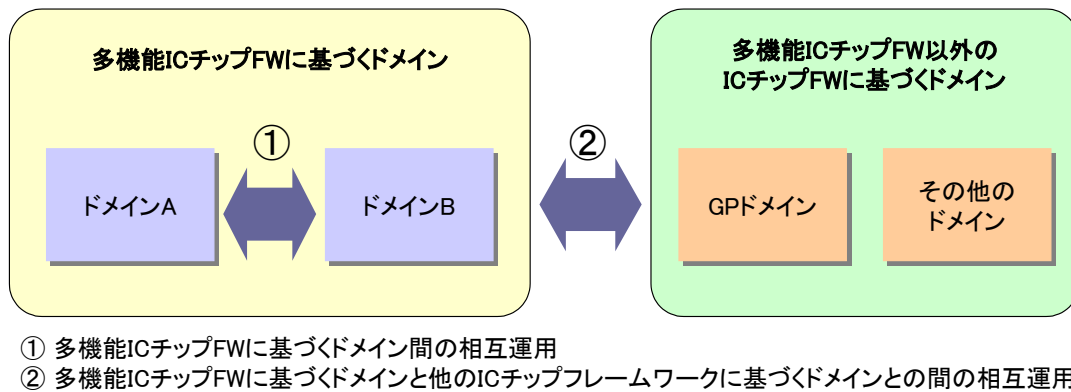 多機能ICチップFWに基づくドメイン
多機能ICチップFW以外の
ICチップFWに基づくドメイン
①
②
ドメインA
ドメインB
GPドメイン
その他の
ドメイン
① 多機能ICチップFWに基づくドメイン間の相互運用
② 多機能ICチップFWに基づくドメインと他のICチップフレームワークに基づくドメインとの間の相互運用